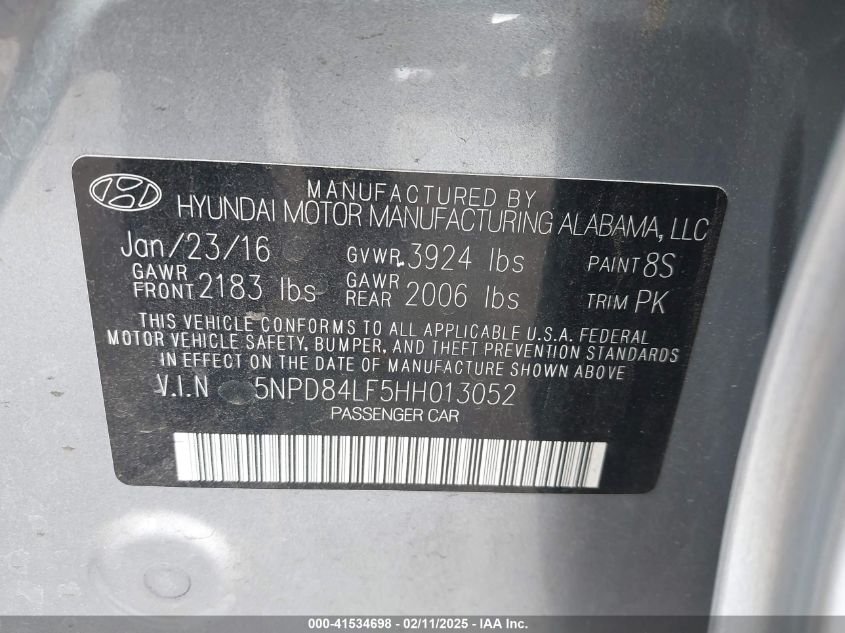 MANUFACTURED BY
HYUNDAI MOTOR MANUFACTURING ALABAMA, LLC
Jan/23/16 GVWR 3924 lbs PAINT 8S
GAWR FRONT 2183 lbs GAWR REAR 2006 lbs TRIM PK
THIS VEHICLE CONFORMS TO ALL APPLICABLE U.S.A. FEDERAL
MOTOR VEHICLE SAFETY, BUMPER, AND THEFT PREVENTION STANDARDS
IN EFFECT ON THE DATE OF MANUFACTURE SHOWN ABOVE
V.I.N 5NPD84LF5HH013052
PASSENGER CAR
000-41534698 - 02/11/2025 - IAA Inc.